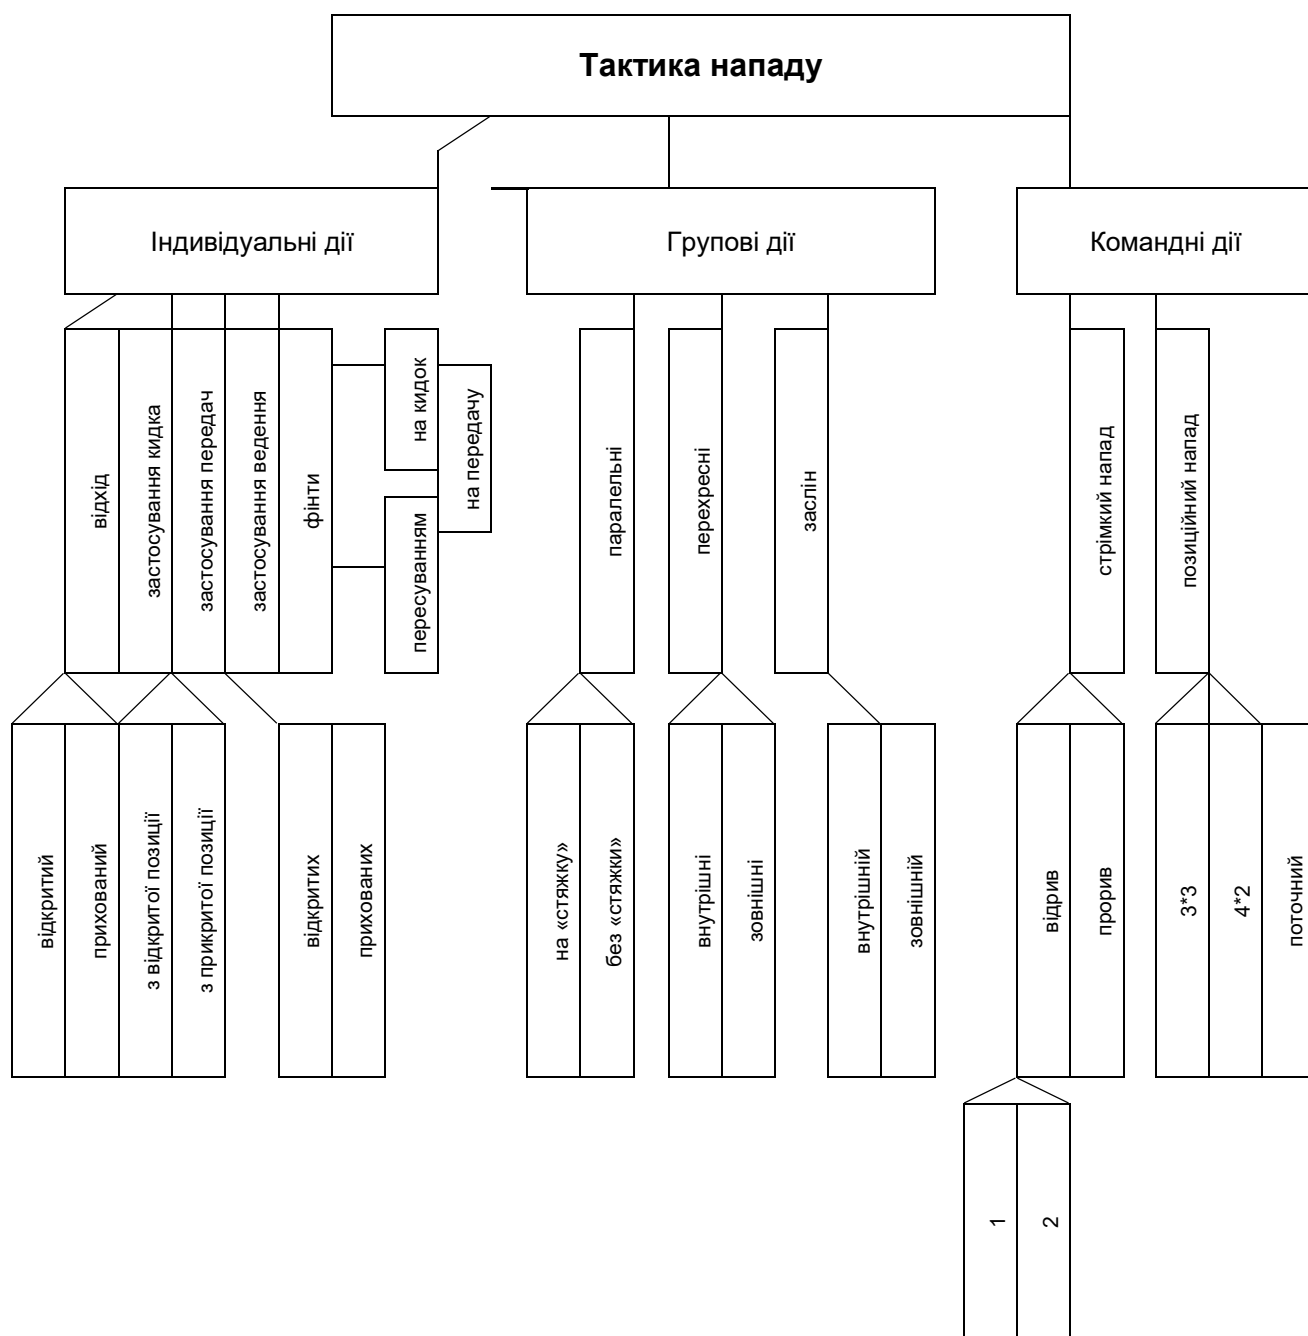 Тактика нападу
Індивідуальні дії
Групові дії
Командні дії
відхід
застосування кидка
застосування передач
застосування ведення
фінти
на кидок
на передачу
пересуванням
паралельні
перехресні
заслін
стрімкий напад
позиційний напад
відкритий
прихований
з відкритої позиції
з прикритої позиції
відкритих
прихованих
на «стяжку»
без «стяжки»
внутрішні
зовнішні
внутрішній
зовнішній
відрив
прорив
3*3
4*2
поточний
1
2